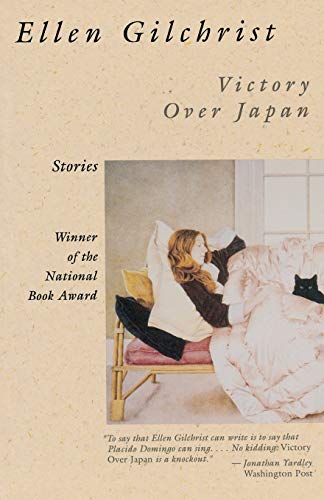 Ellen Gilchrist
Victory
Over Japan
Stories
Winner
of the
National
Book Award
"To say that Ellen Gilchrist can write is to say that
Placido Domingo can sing. . . . No kidding: Victory
Over Japan is a knockout."
— Jonathan Yardley
Washington Post